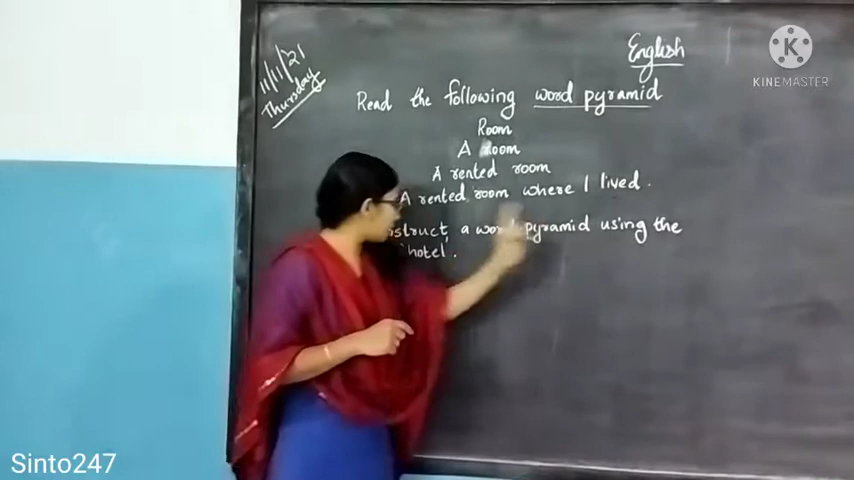 11/11/21
Thursday
English
Read the following word pyramid
Room
A room
A rented room
A rented room where I lived.
a word pyramid using the
'hotel'.
KINEMASTER
Sinto247